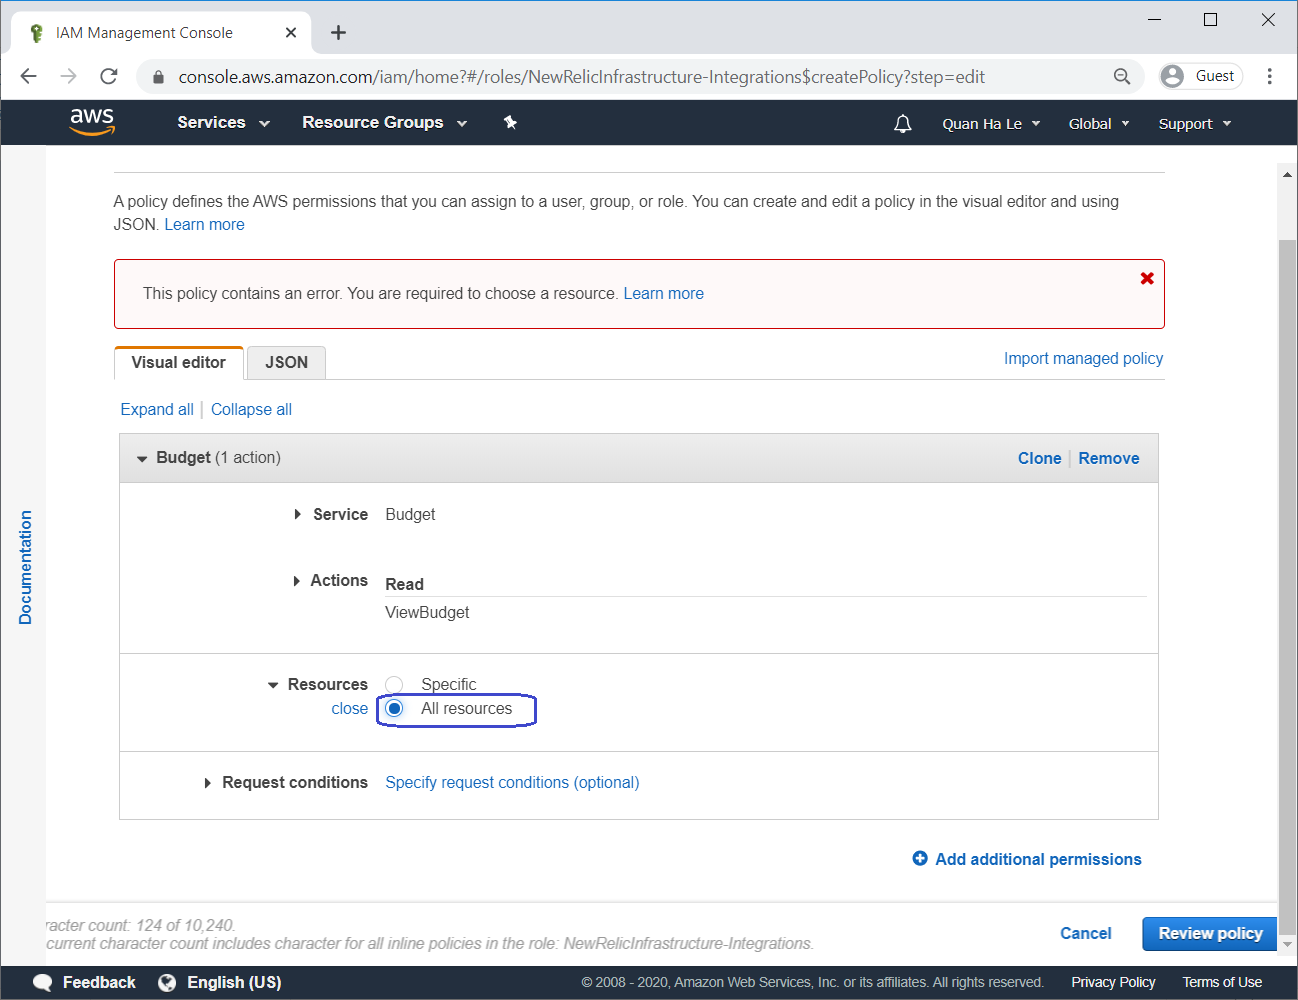 IAM Management Console
console.aws.amazon.com/iam/home?#/roles/NewRelicInfrastructure-Integrations$createPolicy?step=edit
Guest
aws
Services
Resource Groups
Quan Ha Le
Global
Support
A policy defines the AWS permissions that you can assign to a user, group, or role. You can create and edit a policy in the visual editor and using
JSON. Learn more
This policy contains an error. You are required to choose a resource. Learn more
Visual editor
JSON
Import managed policy
Expand all
Collapse all
Budget (1 action)
Clone
Remove
Service
Budget
Actions
Read
ViewBudget
Resources
Specific
close
All resources
Request conditions
Specify request conditions (optional)
Add additional permissions
Documentation
racter count: 124 of 10,240.
current character count includes character for all inline policies in the role: NewRelicInfrastructure-Integrations.
Cancel
Review policy
Feedback
English (US)
© 2008 - 2020, Amazon Web Services, Inc. or its affiliates. All rights reserved.
Privacy Policy
Terms of Use